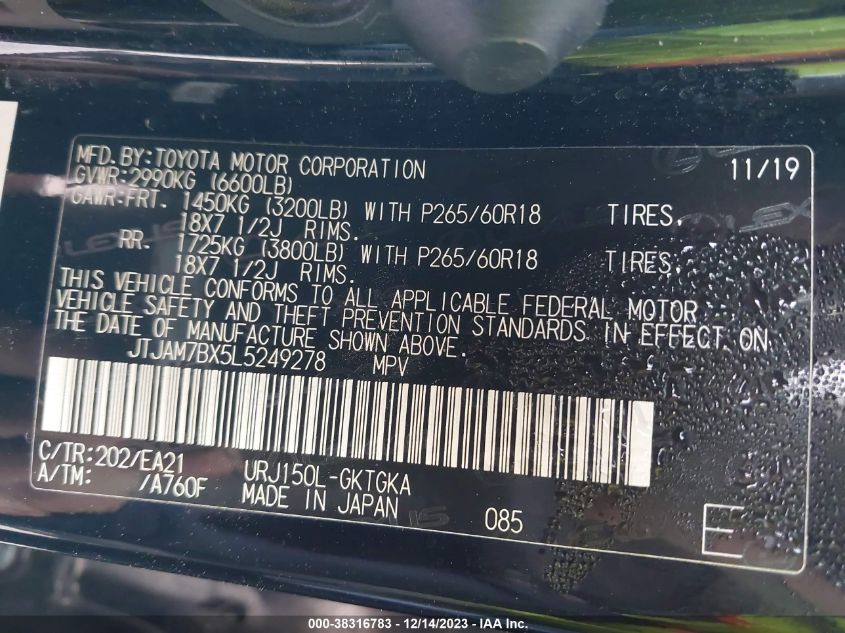 MFD.BY:TOYOTA MOTOR CORPORATION 11/19
GVWR:2990KG (6600LB)
GAWR:FRT. 1450KG (3200LB) WITH P265/60R18 TIRES.
18X7 1/2J RIMS.
RR. 1725KG (3800LB) WITH P265/60R18 TIRES.
18X7 1/2J RIMS.
THIS VEHICLE CONFORMS TO ALL APPLICABLE FEDERAL MOTOR
VEHICLE SAFETY AND THEFT PREVENTION STANDARDS IN EFFECT ON
THE DATE OF MANUFACTURE SHOWN ABOVE.
JTJAM7BX5L5249278 MPV
C/TR:202/EA21 URJ150L-GKTGKA
A/TM: /A760F MADE IN JAPAN 085 E
000-38316783 - 12/14/2023 - IAA Inc.